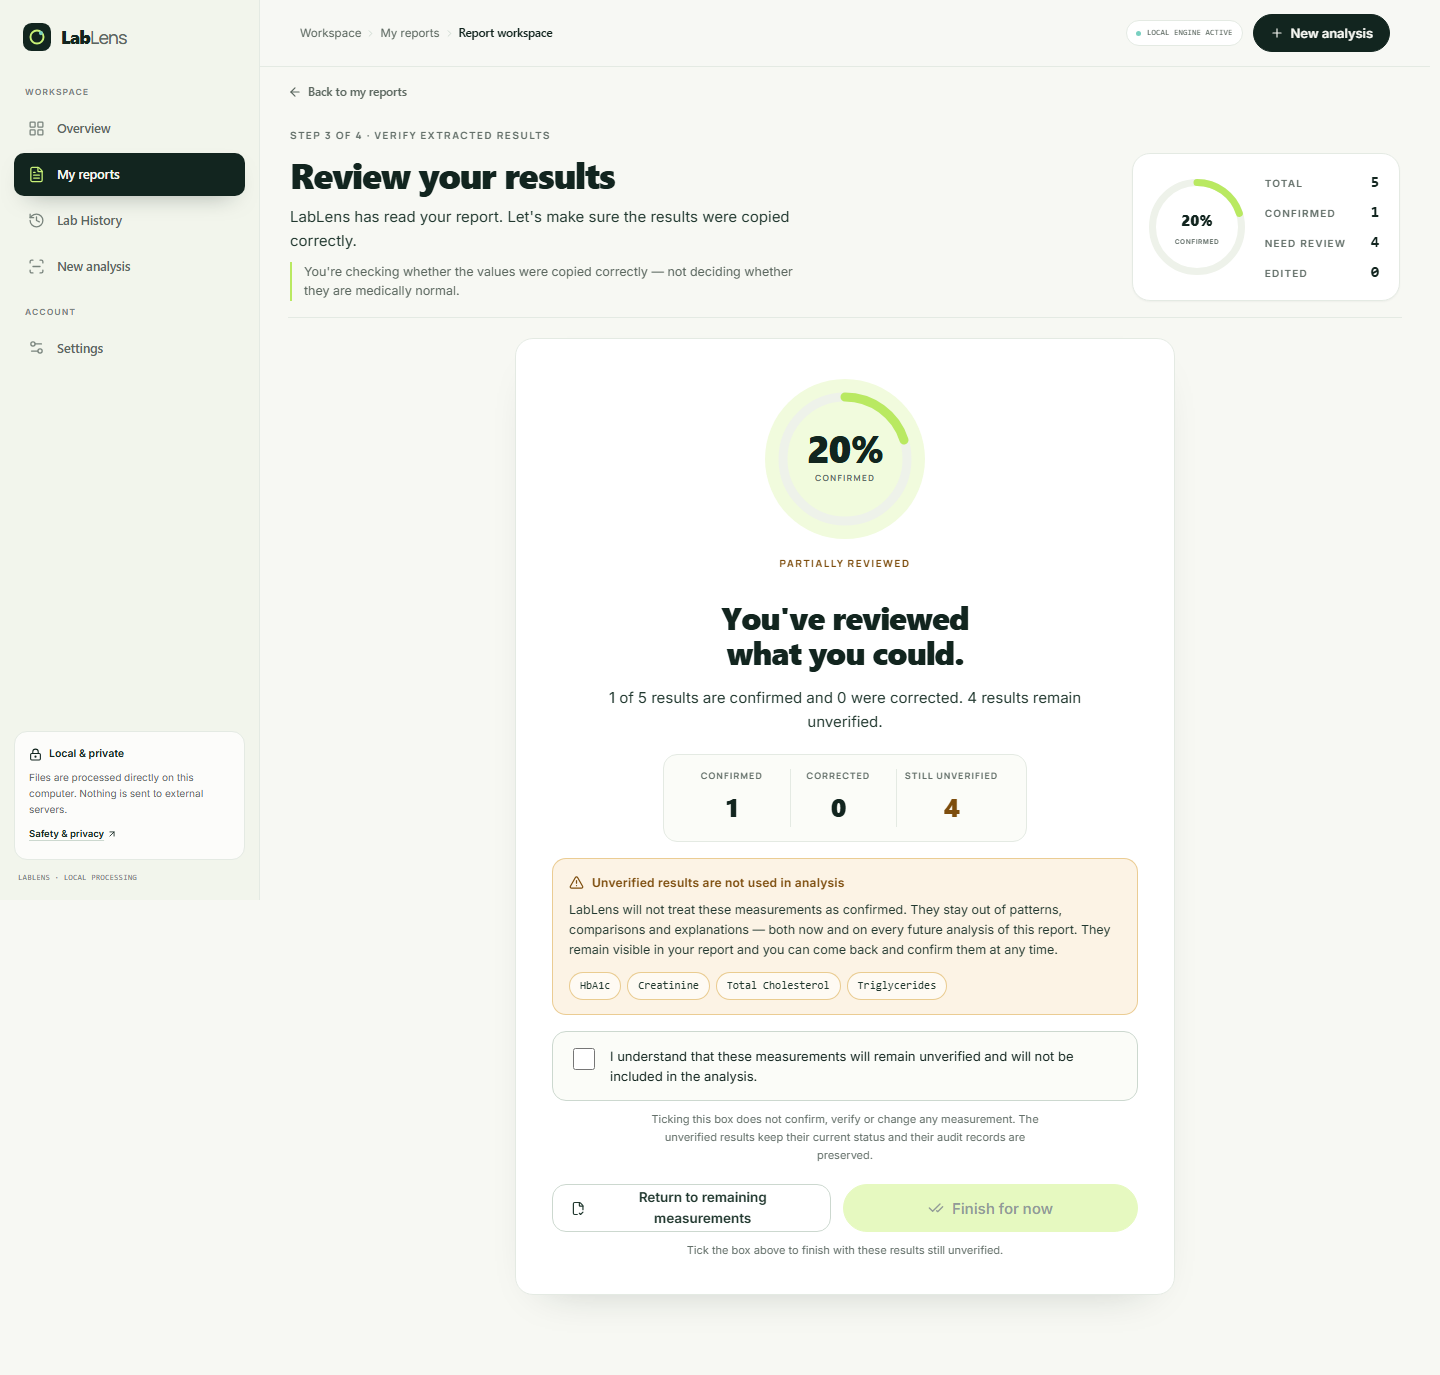 LabLens
WORKSPACE
Overview
My reports
Lab History
New analysis
ACCOUNT
Settings
Local & private
Files are processed directly on this
computer. Nothing is sent to external
servers.
Safety & privacy
LABLENS · LOCAL PROCESSING
Workspace My reports Report workspace
LOCAL ENGINE ACTIVE
New analysis
Back to my reports
STEP 3 OF 4 · VERIFY EXTRACTED RESULTS
Review your results
LabLens has read your report. Let's make sure the results were copied
correctly.
You're checking whether the values were copied correctly — not deciding whether
they are medically normal.
20%
CONFIRMED
TOTAL 5
CONFIRMED 1
NEED REVIEW 4
EDITED 0
20%
CONFIRMED
PARTIALLY REVIEWED
You've reviewed
what you could.
1 of 5 results are confirmed and 0 were corrected. 4 results remain
unverified.
CONFIRMED CORRECTED STILL UNVERIFIED
1 0 4
Unverified results are not used in analysis
LabLens will not treat these measurements as confirmed. They stay out of patterns,
comparisons and explanations — both now and on every future analysis of this report. They
remain visible in your report and you can come back and confirm them at any time.
HbA1c Creatinine Total Cholesterol Triglycerides
I understand that these measurements will remain unverified and will not be
included in the analysis.
Ticking this box does not confirm, verify or change any measurement. The
unverified results keep their current status and their audit records are
preserved.
Return to remaining
measurements
Finish for now
Tick the box above to finish with these results still unverified.